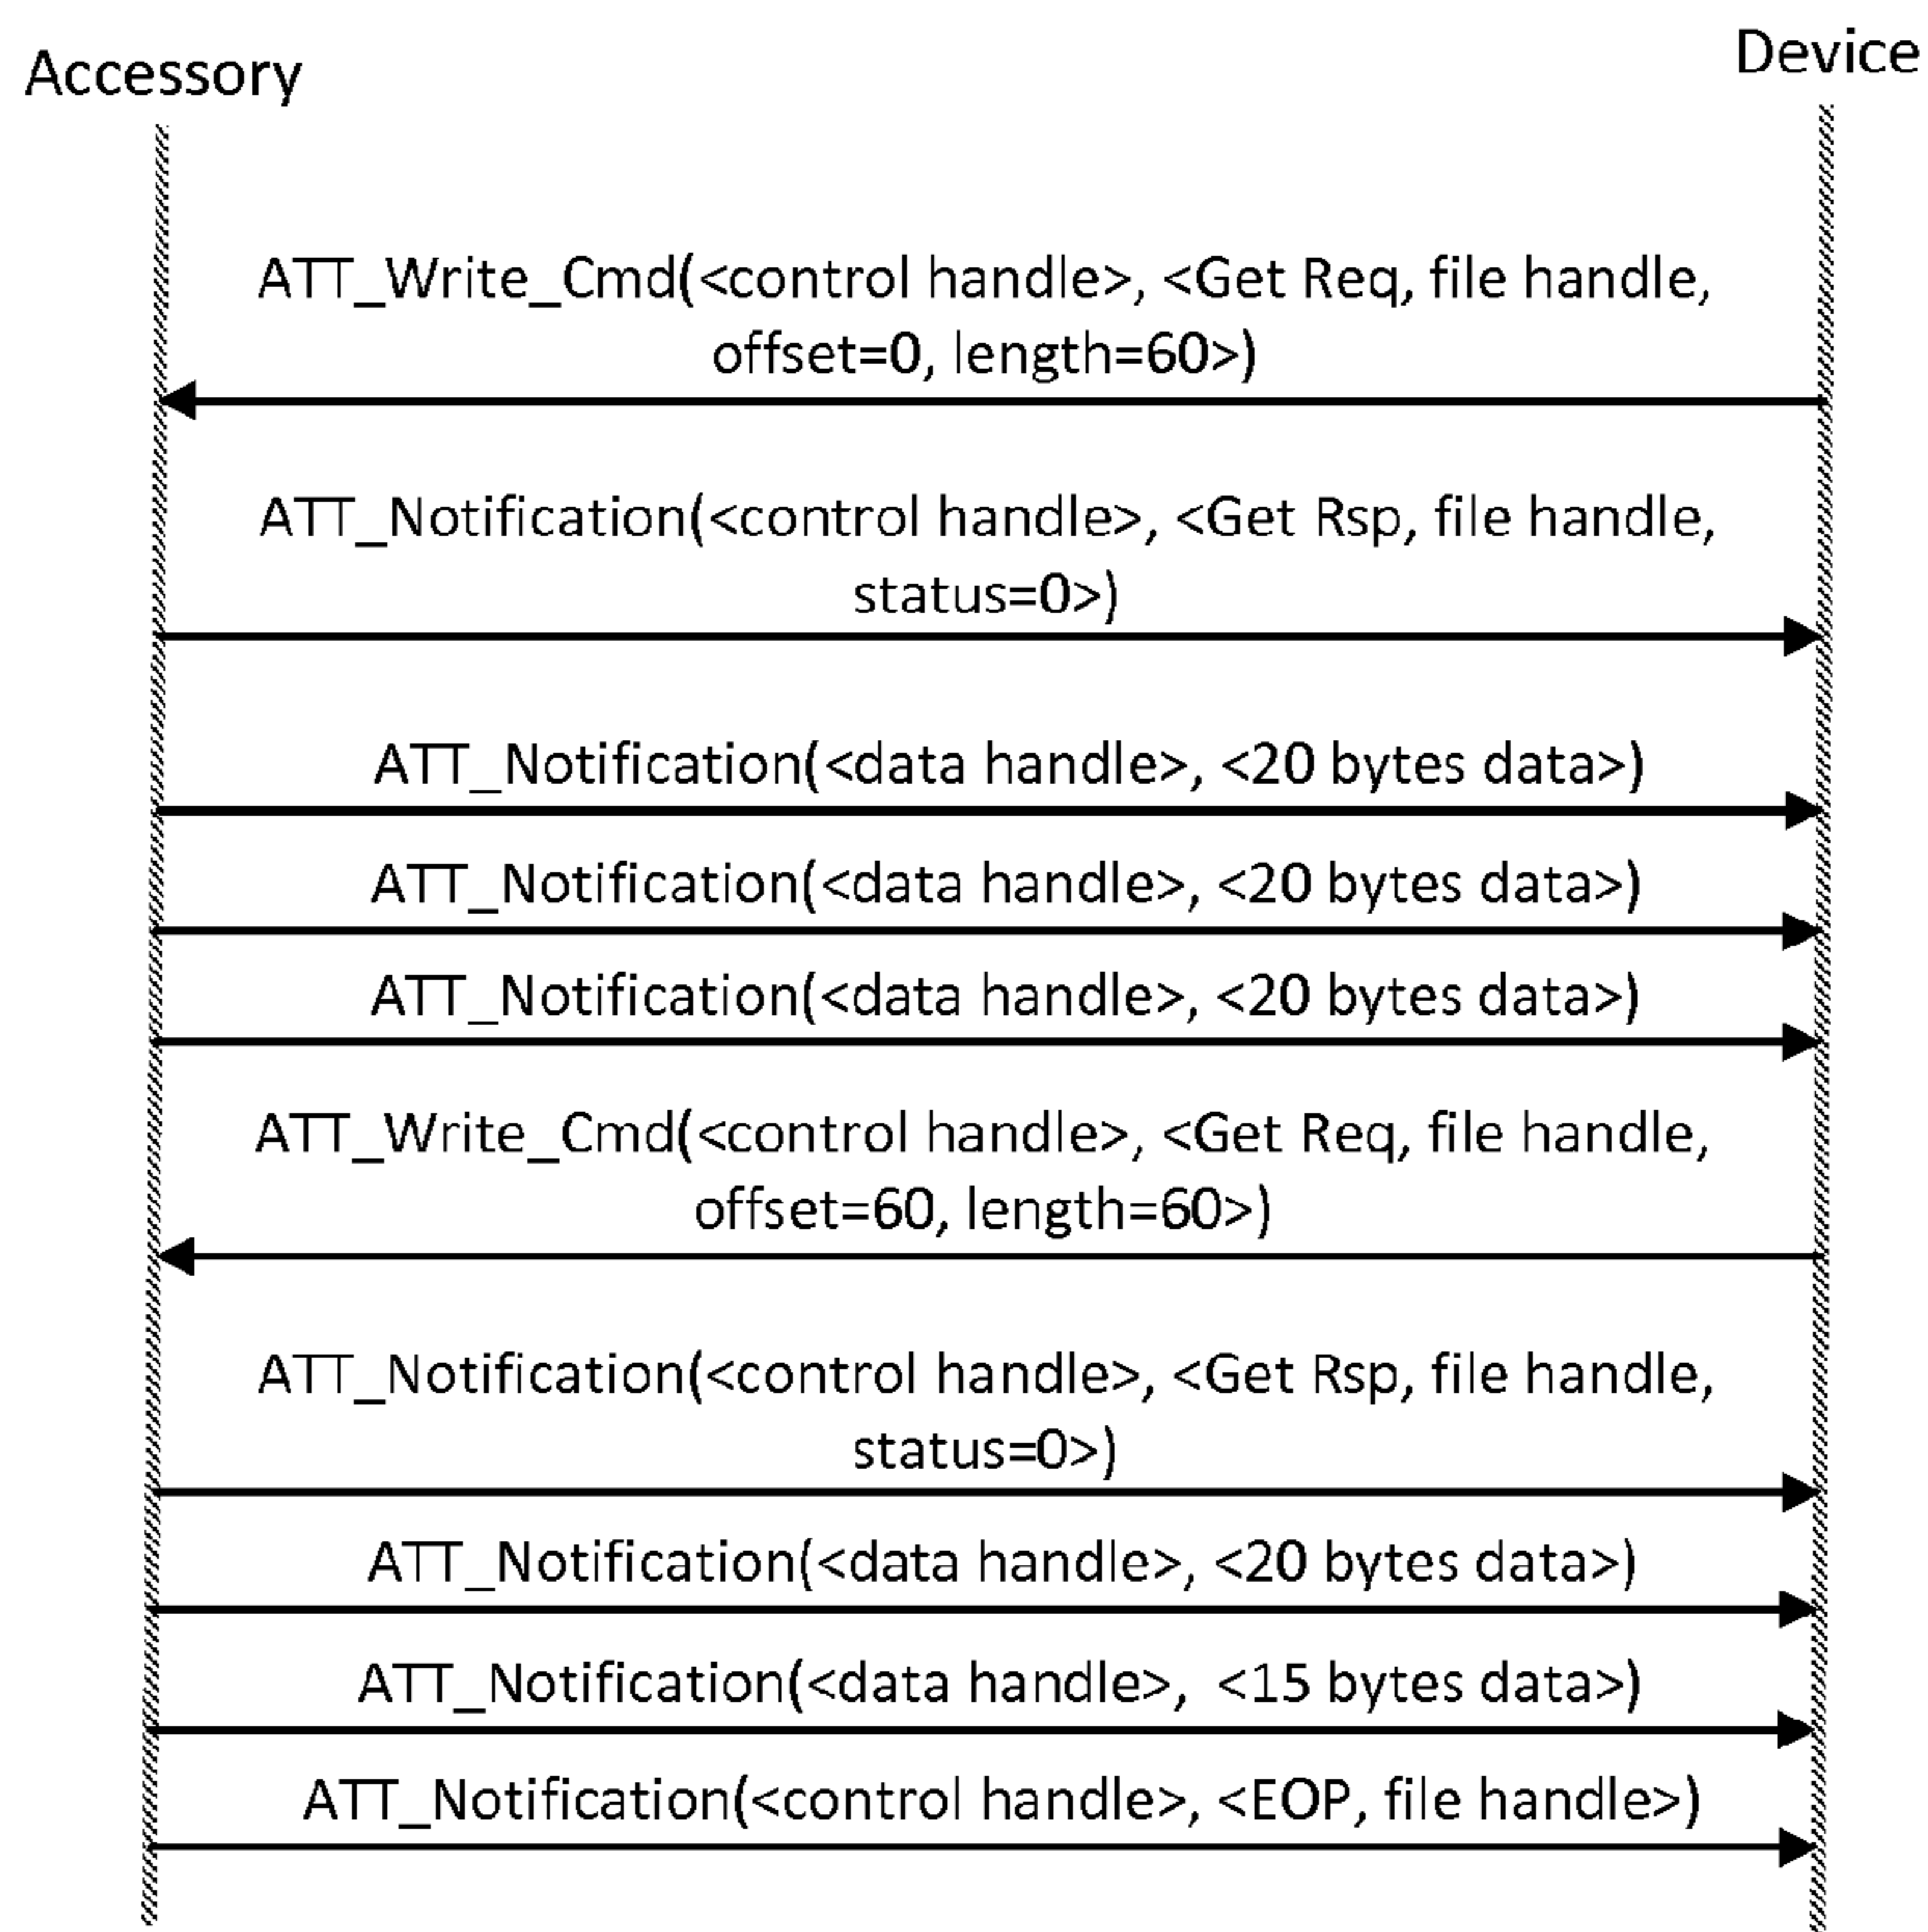 Accessory
Device
ATT_Write_Cmd(<control handle>, <Get Req, file handle,
offset=0, length=60>)
ATT_Notification(<control handle>, <Get Rsp, file handle,
status=0>)
ATT_Notification(<data handle>, <20 bytes data>)
ATT_Notification(<data handle>, <20 bytes data>)
ATT_Notification(<data handle>, <20 bytes data>)
ATT_Write_Cmd(<control handle>, <Get Req, file handle,
offset=60, length=60>)
ATT_Notification(<control handle>, <Get Rsp, file handle,
status=0>)
ATT_Notification(<data handle>, <20 bytes data>)
ATT_Notification(<data handle>, <15 bytes data>)
ATT_Notification(<control handle>, <EOP, file handle>)